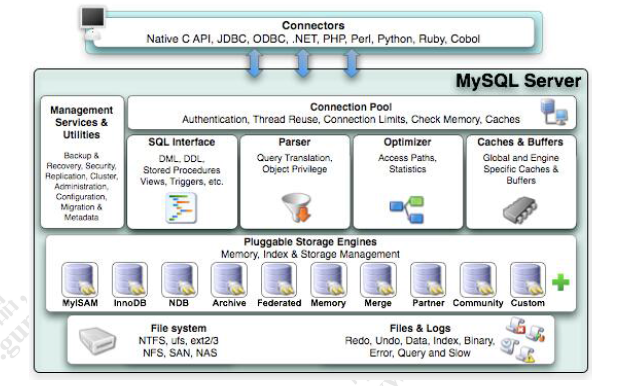 Connectors
Native C API, JDBC, ODBC, .NET, PHP, Perl, Python, Ruby, Cobol
MySQL Server
Management
Services &
Utilities
Backup &
Recovery, Security,
Replication, Cluster,
Administration,
Configuration,
Migration &
Metadata
Connection Pool
Authentication, Thread Reuse, Connection Limits, Check Memory, Caches
SQL Interface
DML, DDL,
Stored Procedures
Views, Triggers, etc.
Parser
Query Translation,
Object Privilege
Optimizer
Access Paths,
Statistics
Caches & Buffers
Global and Engine
Specific Caches &
Buffers
Pluggable Storage Engines
Memory, Index & Storage Management
MyISAM
InnoDB
NDB
Archive
Federated
Memory
Merge
Partner
Community
Custom
File system
NTFS, ufs, ext2/3
NFS, SAN, NAS
Files & Logs
Redo, Undo, Data, Index, Binary,
Error, Query and Slow